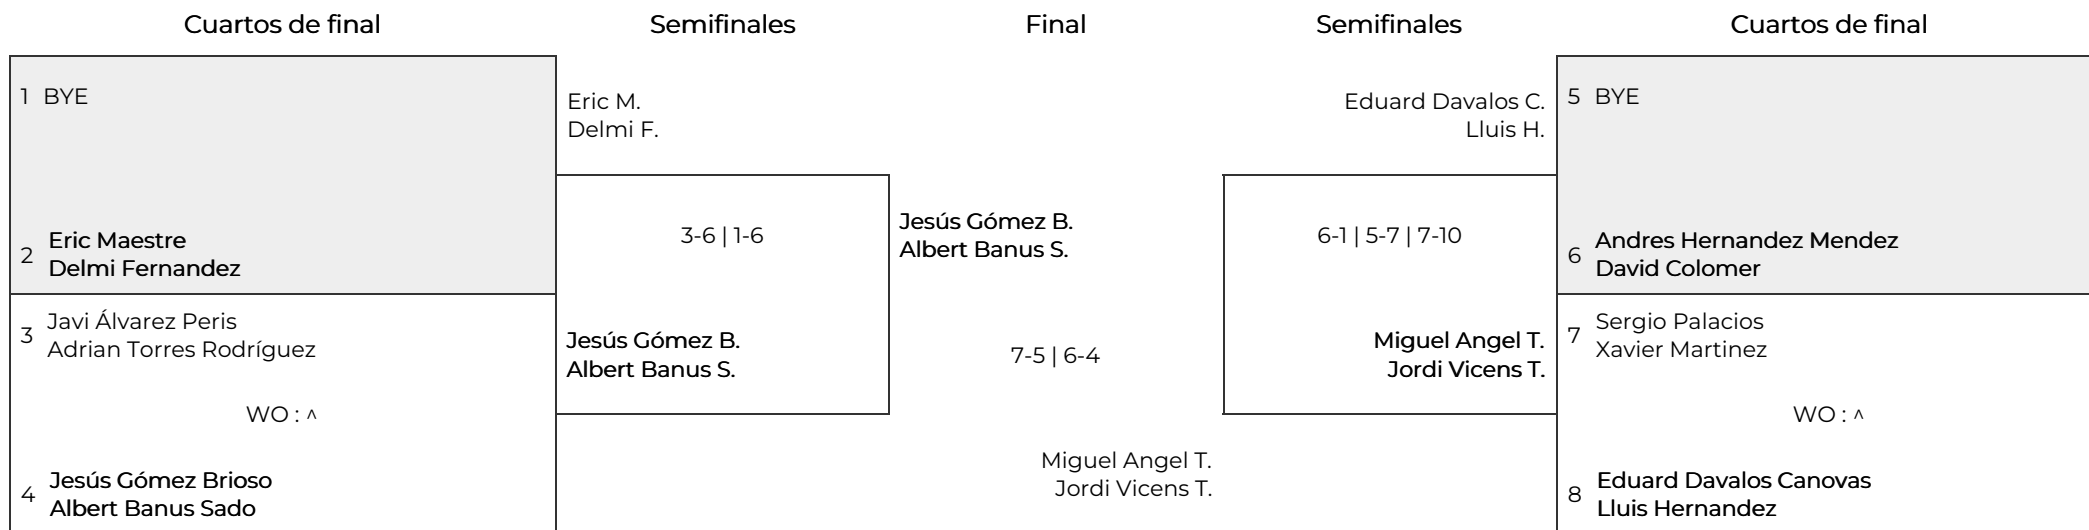 Cuartos de final
Semifinales
Final
Semifinales
Cuartos de final
1 BYE
2 Eric Maestre
Delmi Fernandez
3 Javi Álvarez Peris
Adrian Torres Rodríguez
WO : ^
4 Jesús Gómez Brioso
Albert Banus Sado
Eric M.
Delmi F.
3-6 | 1-6
Jesús Gómez B.
Albert Banus S.
Jesús Gómez B.
Albert Banus S.
7-5 | 6-4
Miguel Angel T.
Jordi Vicens T.
Eduard Davalos C.
Lluis H.
6-1 | 5-7 | 7-10
Miguel Angel T.
Jordi Vicens T.
5 BYE
6 Andres Hernandez Mendez
David Colomer
7 Sergio Palacios
Xavier Martinez
WO : ^
8 Eduard Davalos Canovas
Lluis Hernandez